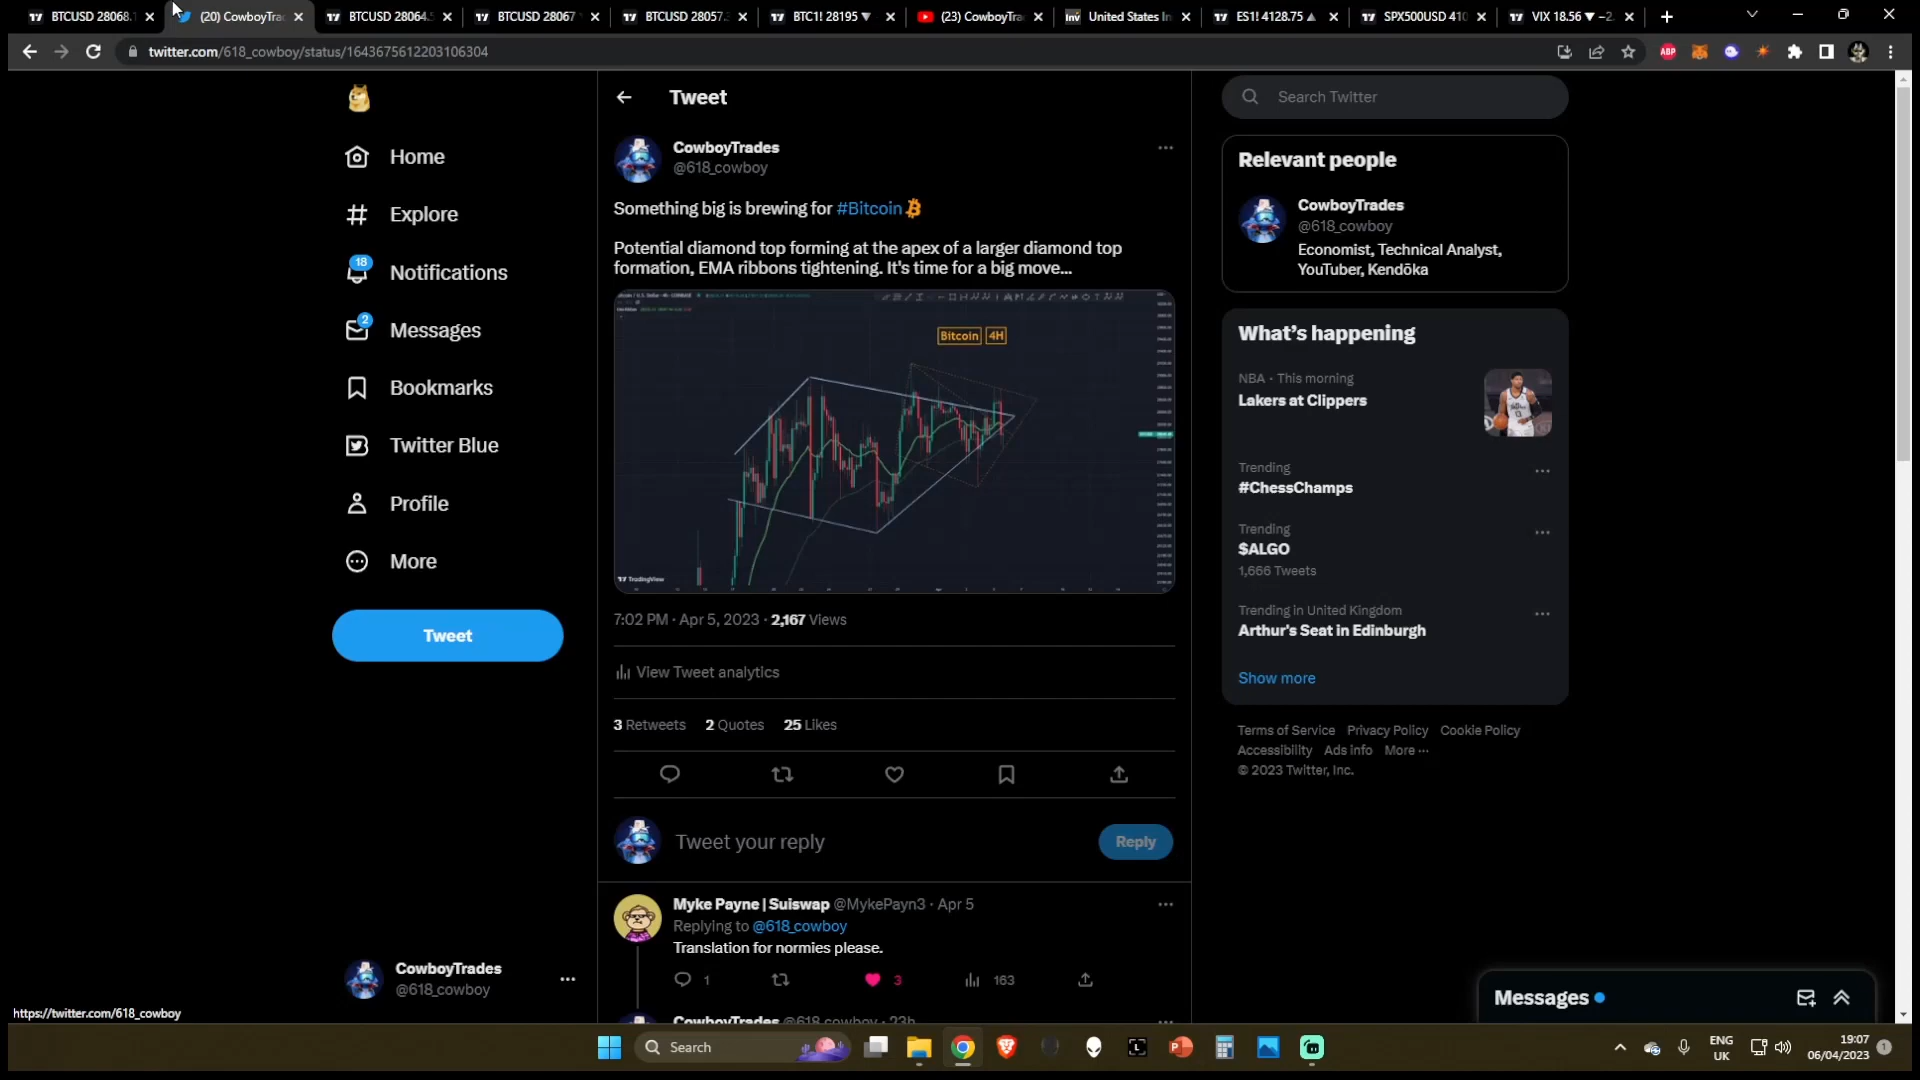 BTCUSD 28068.
(20) CowboyTra
BTCUSD 28064.
BTCUSD 28067
BTCUSD 28057.
BTC1! 28195 ▼
(23) CowboyTra
United States In
ES1! 4128.75 ▲
SPX500USD 410
VIX 18.56 ▼ −2.
twitter.com/618_cowboy/status/1643675612203106304
ABP
Home
Explore
18
Notifications
2
Messages
Bookmarks
Twitter Blue
Profile
More
Tweet
CowboyTrades
@618_cowboy
https://twitter.com/618_cowboy
Tweet
CowboyTrades
@618_cowboy
Something big is brewing for #Bitcoin
Potential diamond top forming at the apex of a larger diamond top
formation, EMA ribbons tightening. It's time for a big move...
Bitcoin 4H
TradingView
7:02 PM · Apr 5, 2023 · 2,167 Views
View Tweet analytics
3 Retweets 2 Quotes 25 Likes
Tweet your reply
Reply
Myke Payne | Suiswap @MykePayn3 · Apr 5
Replying to @618_cowboy
Translation for normies please.
1 3 163
CowboyTrades @618_cowboy · 23h
Search Twitter
Relevant people
CowboyTrades
@618_cowboy
Economist, Technical Analyst,
YouTuber, Kendōka
What's happening
NBA · This morning
Lakers at Clippers
Trending
#ChessChamps
Trending
$ALGO
1,666 Tweets
Trending in United Kingdom
Arthur's Seat in Edinburgh
Show more
Terms of Service Privacy Policy Cookie Policy
Accessibility Ads info More ...
© 2023 Twitter, Inc.
Messages
Search
ENG
UK
19:07
06/04/2023
1